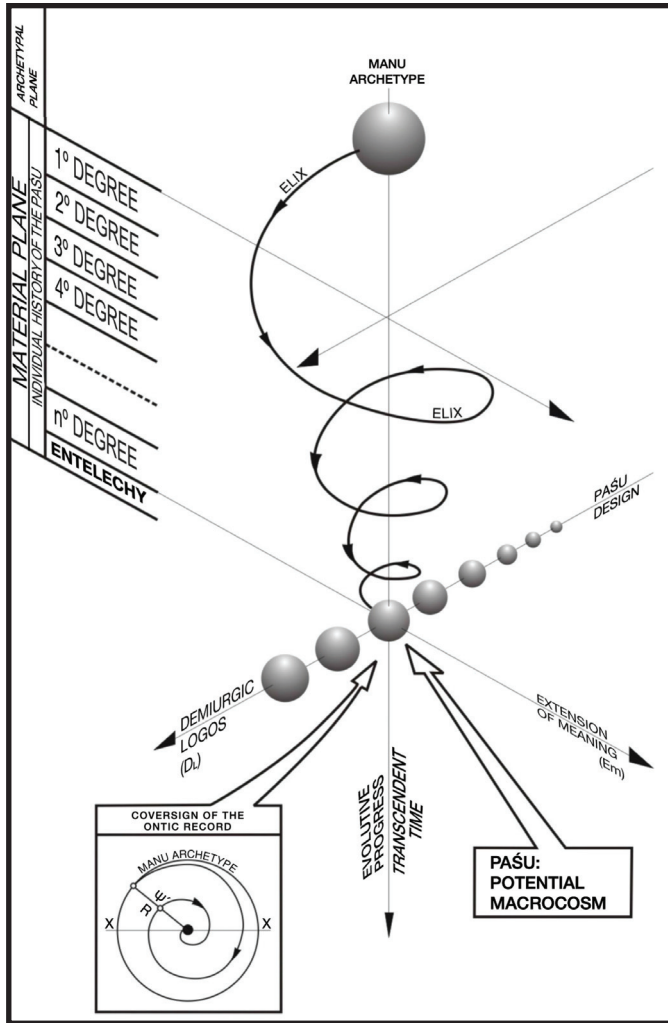 MANU
ARCHETYPE
ARCHETYPAL
PLANE
MATERIAL PLANE
INDIVIDUAL HISTORY OF THE PASU
1º DEGREE
2º DEGREE
3º DEGREE
4º DEGREE
nº DEGREE
ENTELECHY
ELIX
ELIX
PAŚU
DESIGN
DEMIURGIC
LOGOS
(DL)
EXTENSION
OF MEANING
(Em)
EVOLUTIVE
PROGRESS
TRANSCENDENT
TIME
COVERSIGN OF THE
ONTIC RECORD
MANU ARCHETYPE
Ψ-
R
X
X
PAŚU:
POTENTIAL
MACROCOSM